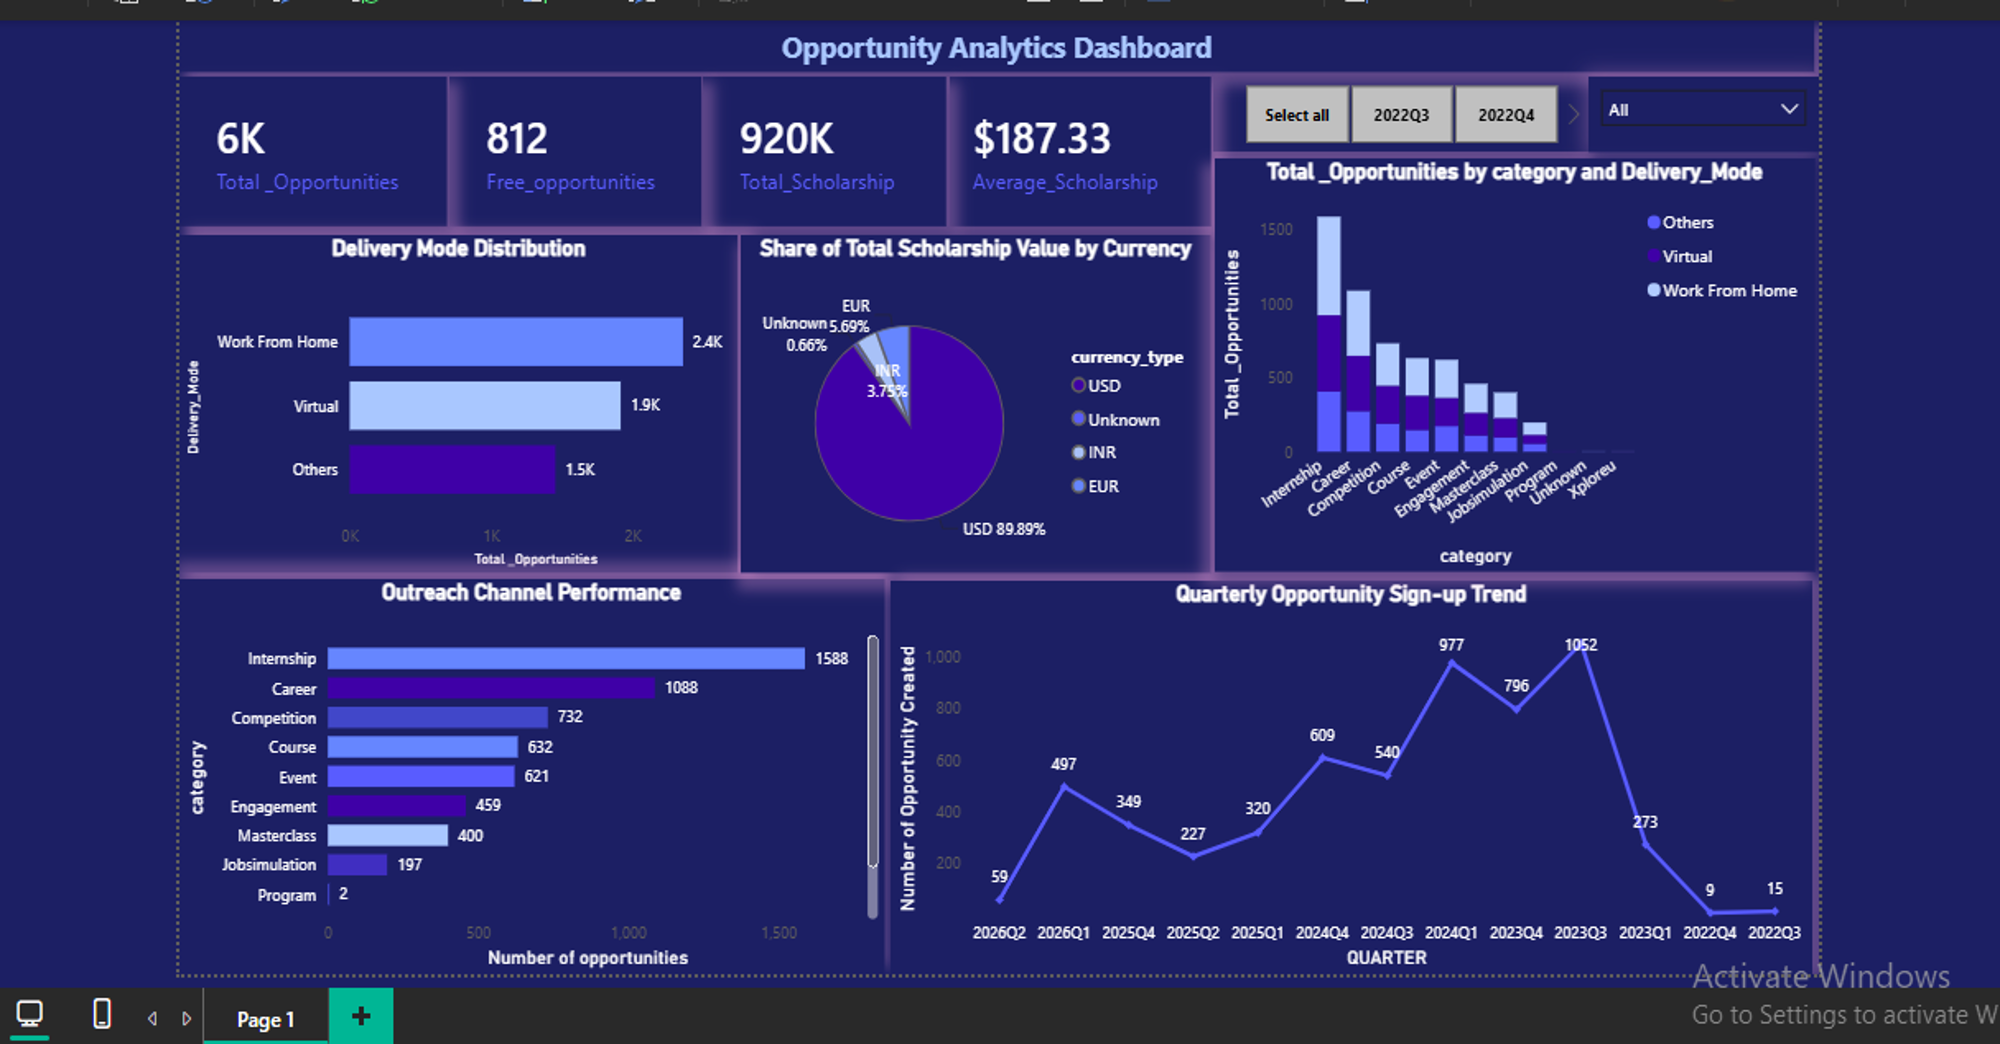 Opportunity Analytics Dashboard
6K
Total _Opportunities
812
Free_opportunities
920K
Total_Scholarship
$187.33
Average_Scholarship
Select all
2022Q3
2022Q4
All
Delivery Mode Distribution
Delivery_Mode
Work From Home
2.4K
Virtual
1.9K
Others
1.5K
0K
1K
2K
Total _Opportunities
Share of Total Scholarship Value by Currency
EUR
5.69%
Unknown
0.66%
INR
3.75%
USD 89.89%
currency_type
USD
Unknown
INR
EUR
Total _Opportunities by category and Delivery_Mode
Others
Virtual
Work From Home
Total _Opportunities
1500
1000
500
0
Internship
Career
Competition
Course
Event
Engagement
Masterclass
Jobsimulation
Program
Unknown
Xploreu
category
Outreach Channel Performance
category
Internship
1588
Career
1088
Competition
732
Course
632
Event
621
Engagement
459
Masterclass
400
Jobsimulation
197
Program
2
0
500
1,000
1,500
Number of opportunities
Quarterly Opportunity Sign-up Trend
Number of Opportunity Created
1,000
800
600
400
200
59
497
349
227
320
609
540
977
796
1052
273
9
15
2026Q2
2026Q1
2025Q4
2025Q2
2025Q1
2024Q4
2024Q3
2024Q1
2023Q4
2023Q3
2023Q1
2022Q4
2022Q3
QUARTER
Activate Windows
Go to Settings to activate W
Page 1